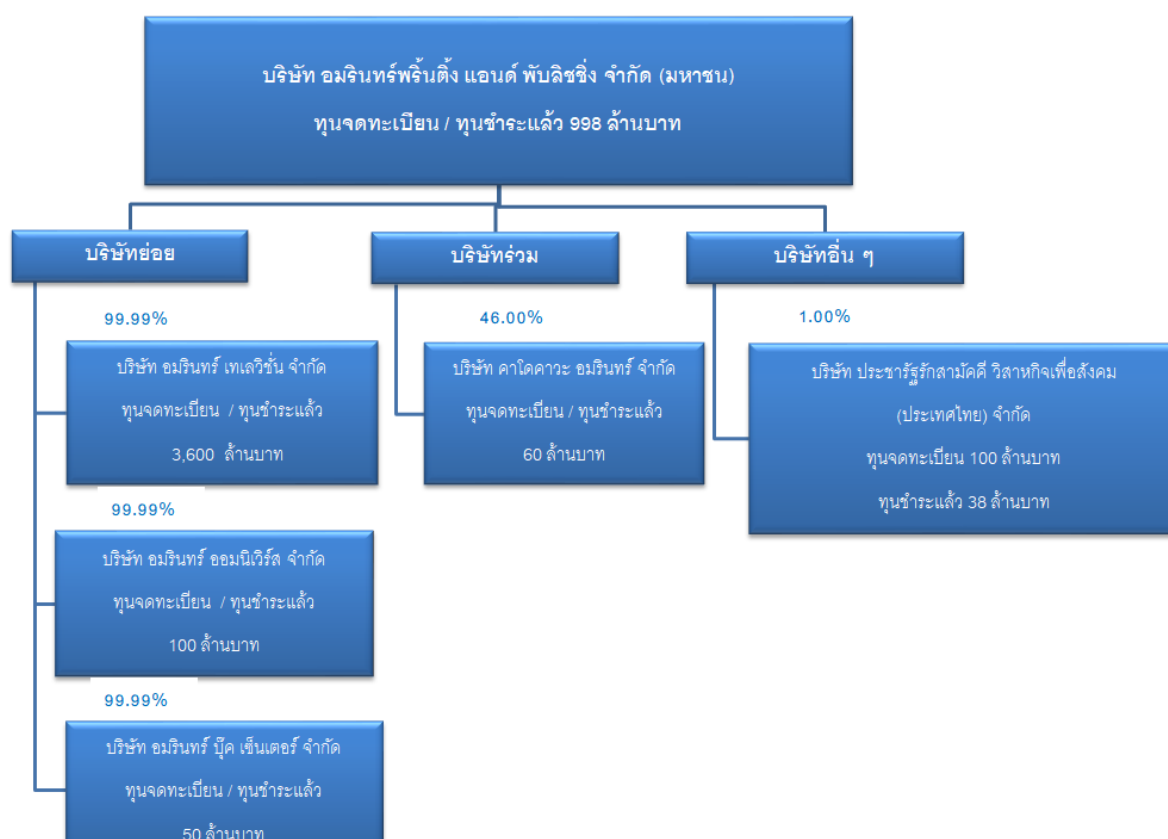 บริษัท อมรินทร์พริ้นติ้ง แอนด์ พับลิชชิ่ง จำกัด (มหาชน)
ทุนจดทะเบียน / ทุนชำระแล้ว 998 ล้านบาท
บริษัทย่อย
99.99%
บริษัท อมรินทร์ เทเลวิชั่น จำกัด
ทุนจดทะเบียน / ทุนชำระแล้ว
3,600 ล้านบาท
99.99%
บริษัท อมรินทร์ ออมนิเวิร์ส จำกัด
ทุนจดทะเบียน / ทุนชำระแล้ว
100 ล้านบาท
99.99%
บริษัท อมรินทร์ บุ๊ค เซ็นเตอร์ จำกัด
ทุนจดทะเบียน / ทุนชำระแล้ว
50 ล้านบาท
บริษัทร่วม
46.00%
บริษัท คาโดคาวะ อมรินทร์ จำกัด
ทุนจดทะเบียน / ทุนชำระแล้ว
60 ล้านบาท
บริษัทอื่น ๆ
1.00%
บริษัท ประชารัฐรักสามัคคี วิสาหกิจเพื่อสังคม
(ประเทศไทย) จำกัด
ทุนจดทะเบียน 100 ล้านบาท
ทุนชำระแล้ว 38 ล้านบาท